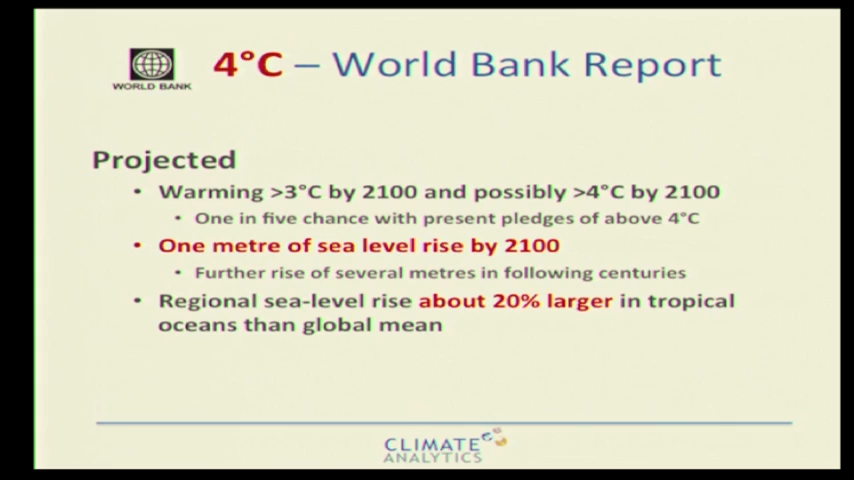 4°C – World Bank Report
WORLD BANK
Projected
• Warming >3°C by 2100 and possibly >4°C by 2100
• One in five chance with present pledges of above 4°C
• One metre of sea level rise by 2100
• Further rise of several metres in following centuries
• Regional sea-level rise about 20% larger in tropical
oceans than global mean
CLIMATE
ANALYTICS